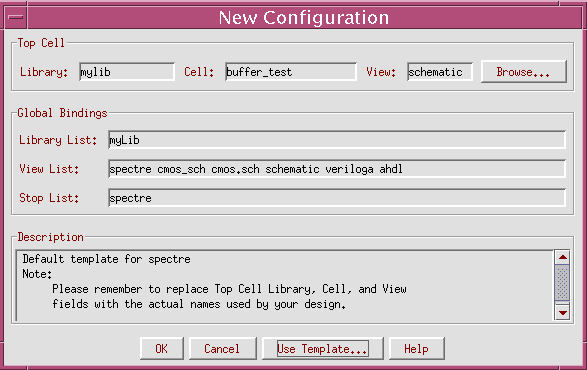 New Configuration
Top Cell
Library: mylib Cell: buffer_test View: schematic Browse...
Global Bindings
Library List: myLib
View List: spectre cmos_sch cmos.sch schematic veriloga ahdl
Stop List: spectre
Description
Default template for spectre
Note:
Please remember to replace Top Cell Library, Cell, and View
fields with the actual names used by your design.
OK Cancel Use Template... Help